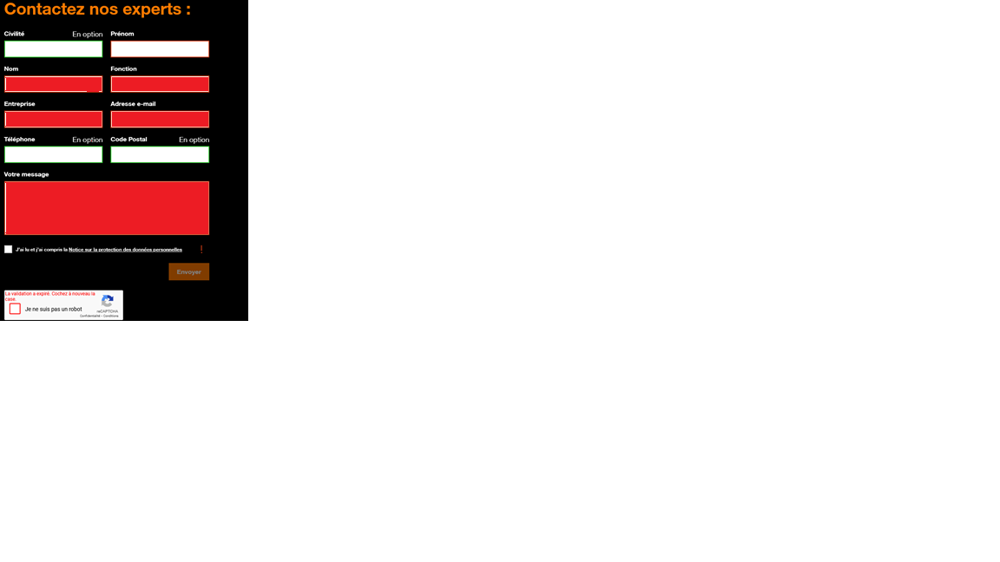 Contactez nos experts :
Civilité En option Prénom
Nom Fonction
Entreprise Adresse e-mail
Téléphone En option Code Postal En option
Votre message
J'ai lu et j'ai compris la Notice sur la protection des données personnelles !
Envoyer
La validation a expiré. Cochez à nouveau la
case.
Je ne suis pas un robot
reCAPTCHA
Confidentialité - Conditions